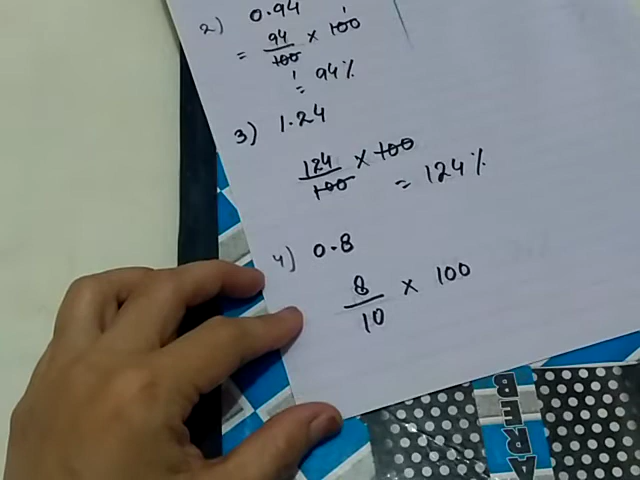 2) 0.94
= 94/100 × 100
= 94%
3) 1.24
124/100 × 100
= 124%
4) 0.8
8/10 × 100
BERA